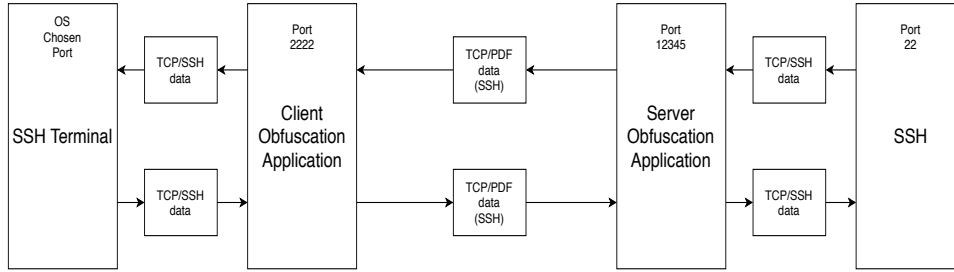 OS
Chosen
Port
SSH Terminal
TCP/SSH
data
TCP/SSH
data
Port
2222
Client
Obfuscation
Application
TCP/PDF
data
(SSH)
TCP/PDF
data
(SSH)
Port
12345
Server
Obfuscation
Application
TCP/SSH
data
TCP/SSH
data
Port
22
SSH